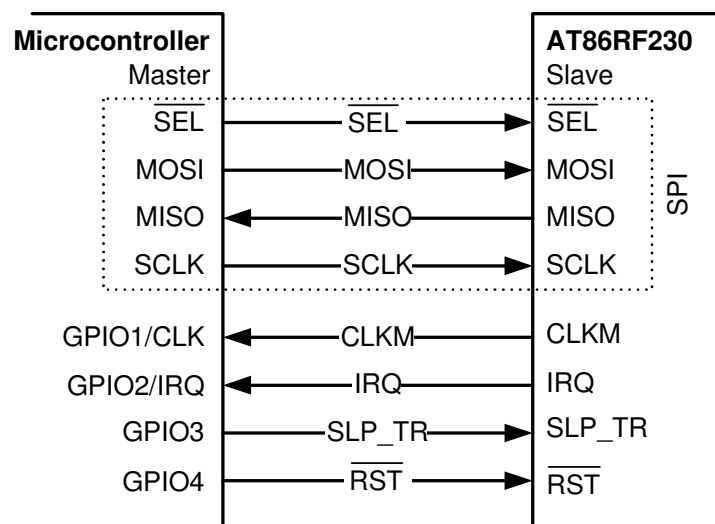 Microcontroller AT86RF230
Master Slave
SEL SEL SEL
MOSI MOSI MOSI
MISO MISO MISO
SCLK SCLK SCLK
SPI
GPIO1/CLK CLKM CLKM
GPIO2/IRQ IRQ IRQ
GPIO3 SLP_TR SLP_TR
GPIO4 RST RST